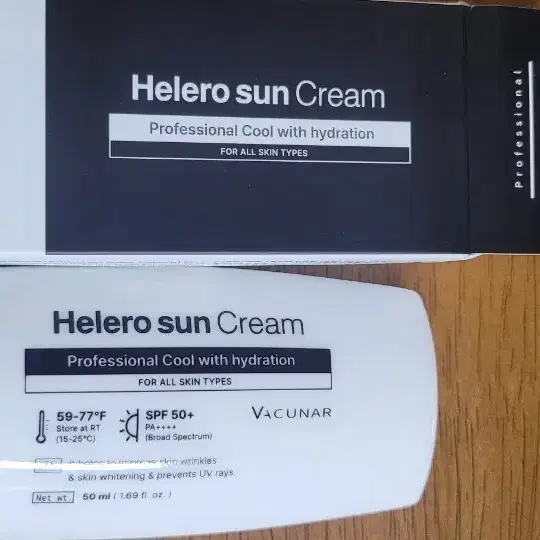 Helero sun Cream
Professional Cool with hydration
FOR ALL SKIN TYPES
Professional
Helero sun Cream
Professional Cool with hydration
FOR ALL SKIN TYPES
59-77°F
Store at RT
(15-25°C)
SPF 50+
PA++++
(Broad Spectrum)
VACUNAR
skin wrinkles
& skin whitening & prevents UV rays
Net wt. 50 ml ( 1.69 fl. oz. )